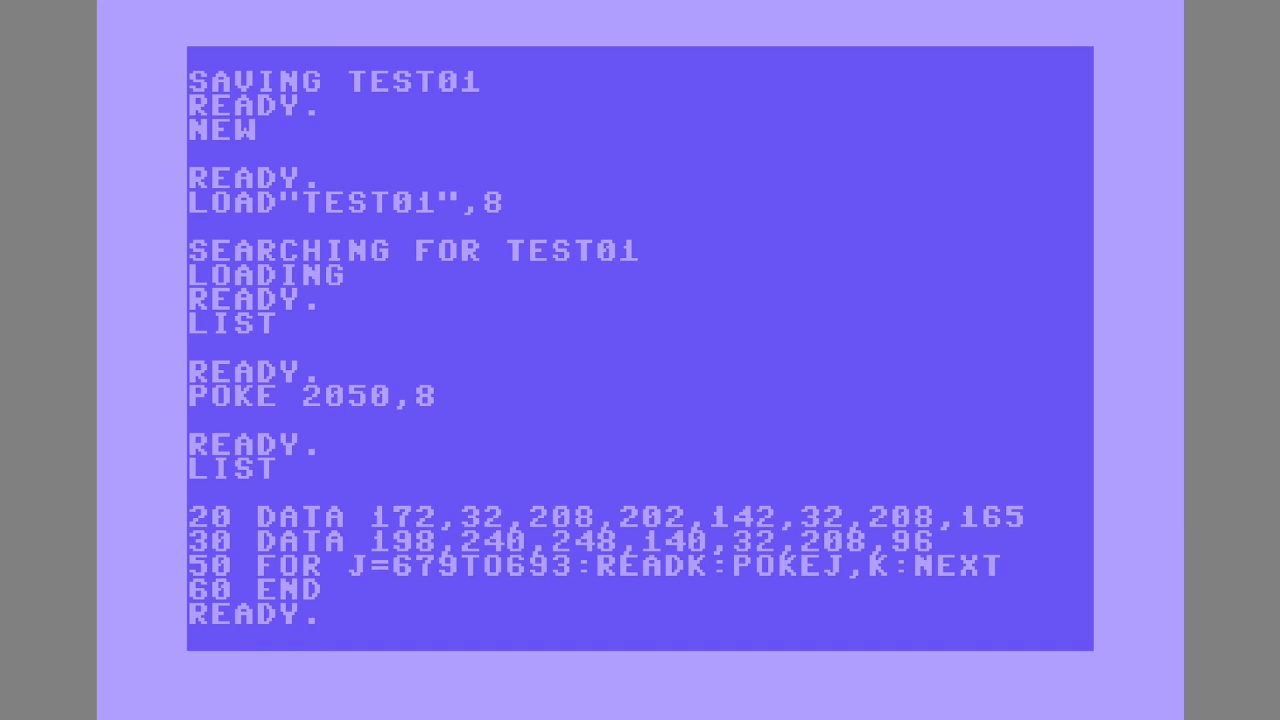 SAVING TEST01
READY.
NEW
READY.
LOAD"TEST01",8
SEARCHING FOR TEST01
LOADING
READY.
LIST
READY.
POKE 2050,8
READY.
LIST
20 DATA 172,32,208,202,142,32,208,165
30 DATA 198,240,248,140,32,208,96
50 FOR J=679TO693:READK:POKEJ,K:NEXT
60 END
READY.